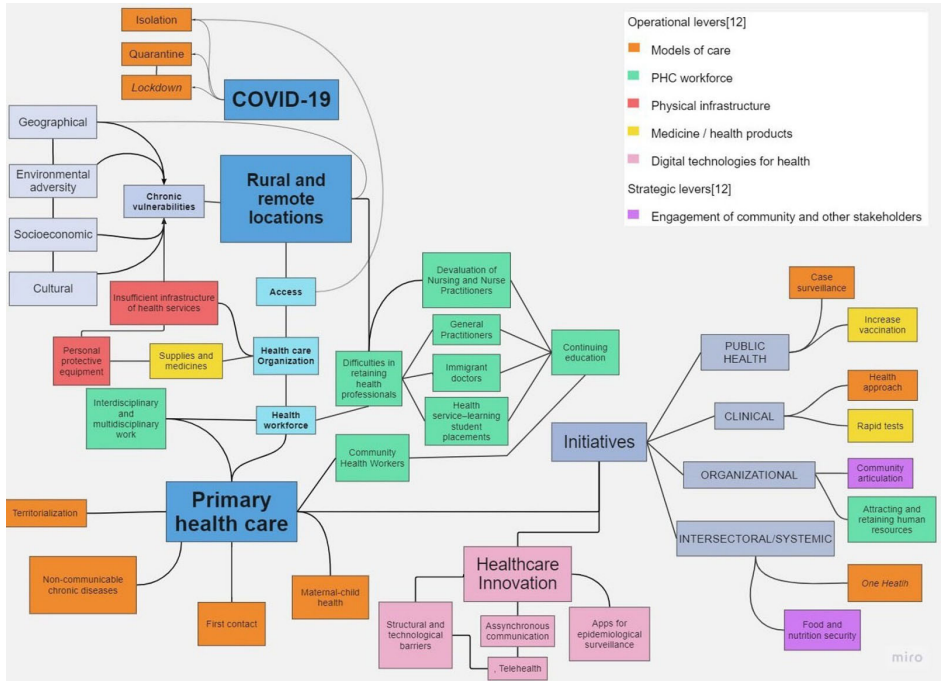 Isolation
Quarantine
Lockdown
COVID-19
Operational levers[12]
Models of care
PHC workforce
Physical infrastructure
Medicine / health products
Digital technologies for health
Strategic levers[12]
Engagement of community and other stakeholders
Geographical
Environmental
adversity
Socioeconomic
Cultural
Chronic
vulnerabilities
Rural and
remote
locations
Access
Insufficient infrastructure
of health services
Personal
protective
equipment
Supplies and
medicines
Health care
Organization
Interdisciplinary and
multidisciplinary
work
Health
workforce
Difficulties in
retaining
health
professionals
Devaluation of
Nursing and Nurse
Practitioners
General
Practitioners
Immigrant
doctors
Health
service–learning
student
placements
Continuing
education
Community
Health Workers
Primary
health care
Territorialization
Non-communicable
chronic diseases
First contact
Maternal-child
health
Initiatives
PUBLIC
HEALTH
Case
surveillance
Increase
vaccination
CLINICAL
Health
approach
Rapid tests
ORGANIZATIONAL
Community
articulation
Attracting and
retaining human
resources
INTERSECTORAL/SYSTEMIC
One Heatlh
Food and
nutrition security
Healthcare
Innovation
Structural and
technological
barriers
Assynchronous
communication
, Telehealth
Apps for
epidemiological
surveillance
miro